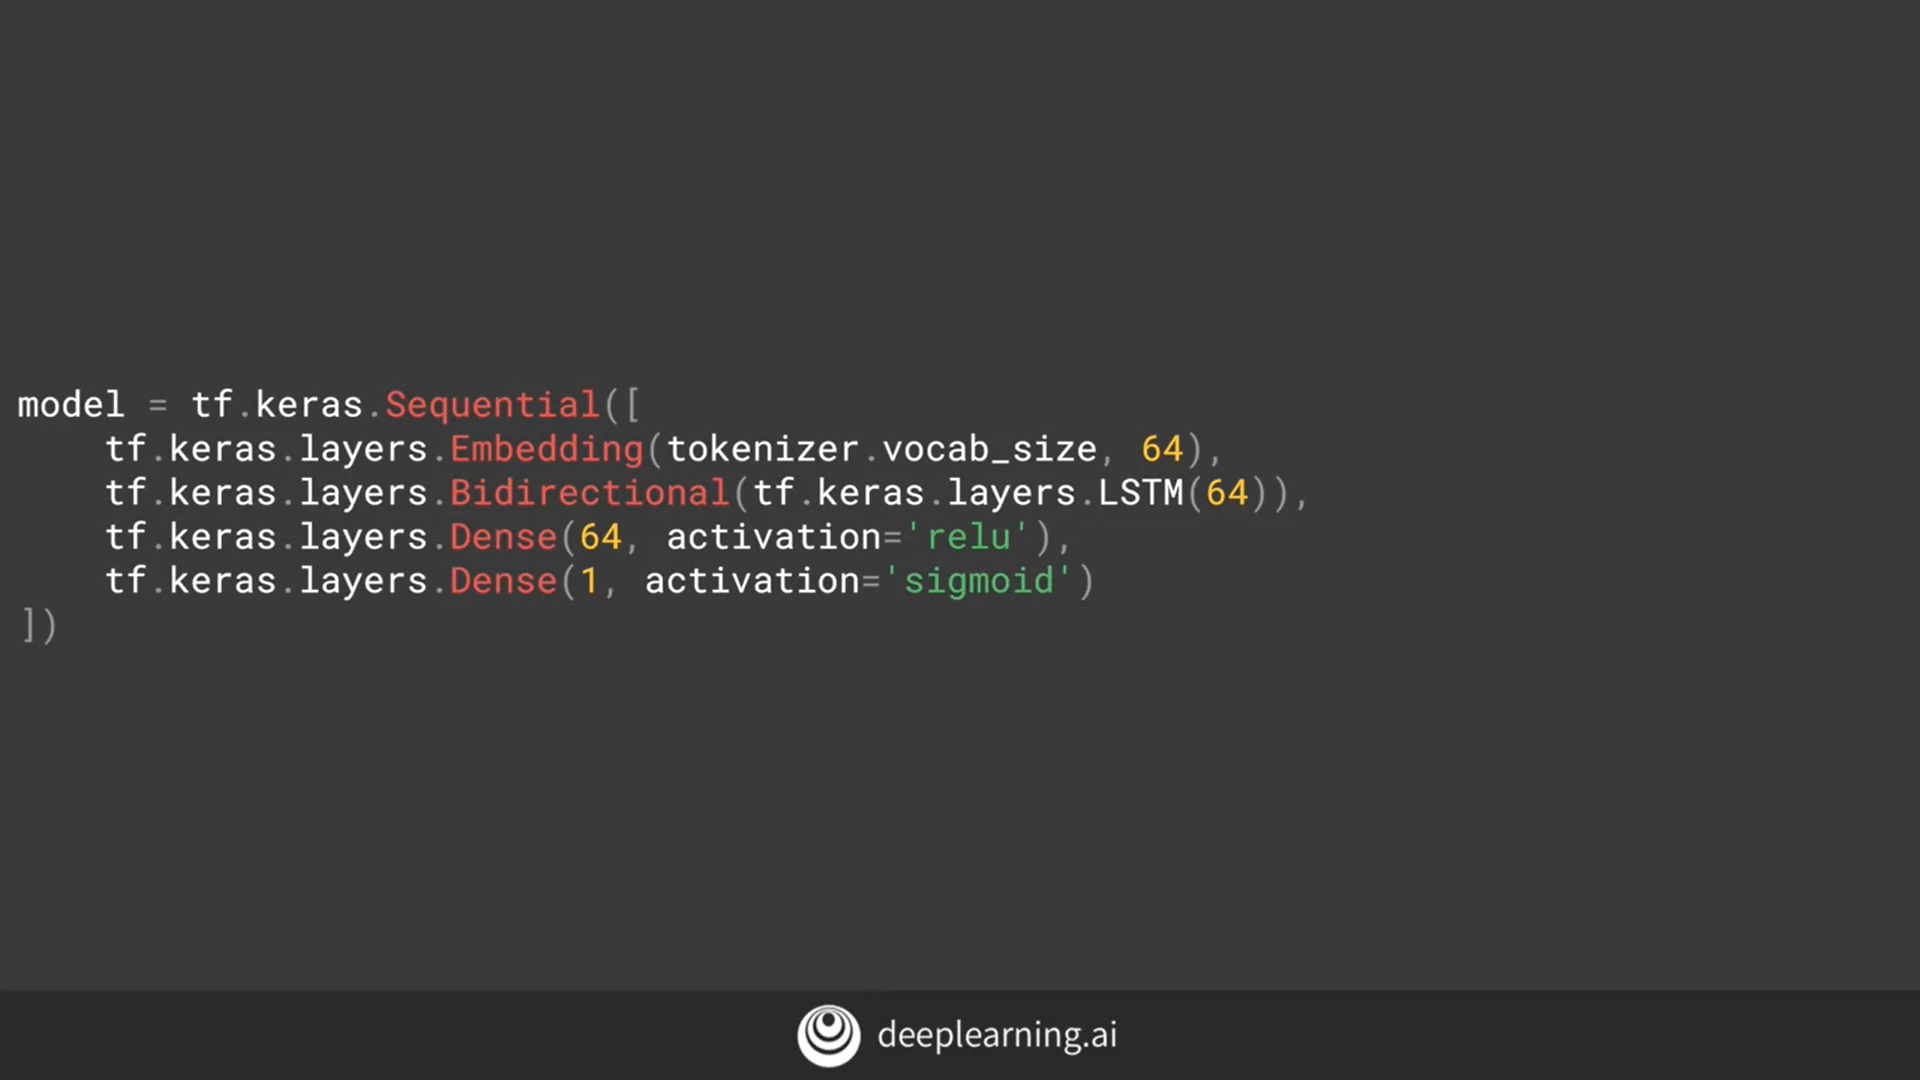 model = tf.keras.Sequential([
    tf.keras.layers.Embedding(tokenizer.vocab_size, 64),
    tf.keras.layers.Bidirectional(tf.keras.layers.LSTM(64)),
    tf.keras.layers.Dense(64, activation='relu'),
    tf.keras.layers.Dense(1, activation='sigmoid')
])
deeplearning.ai